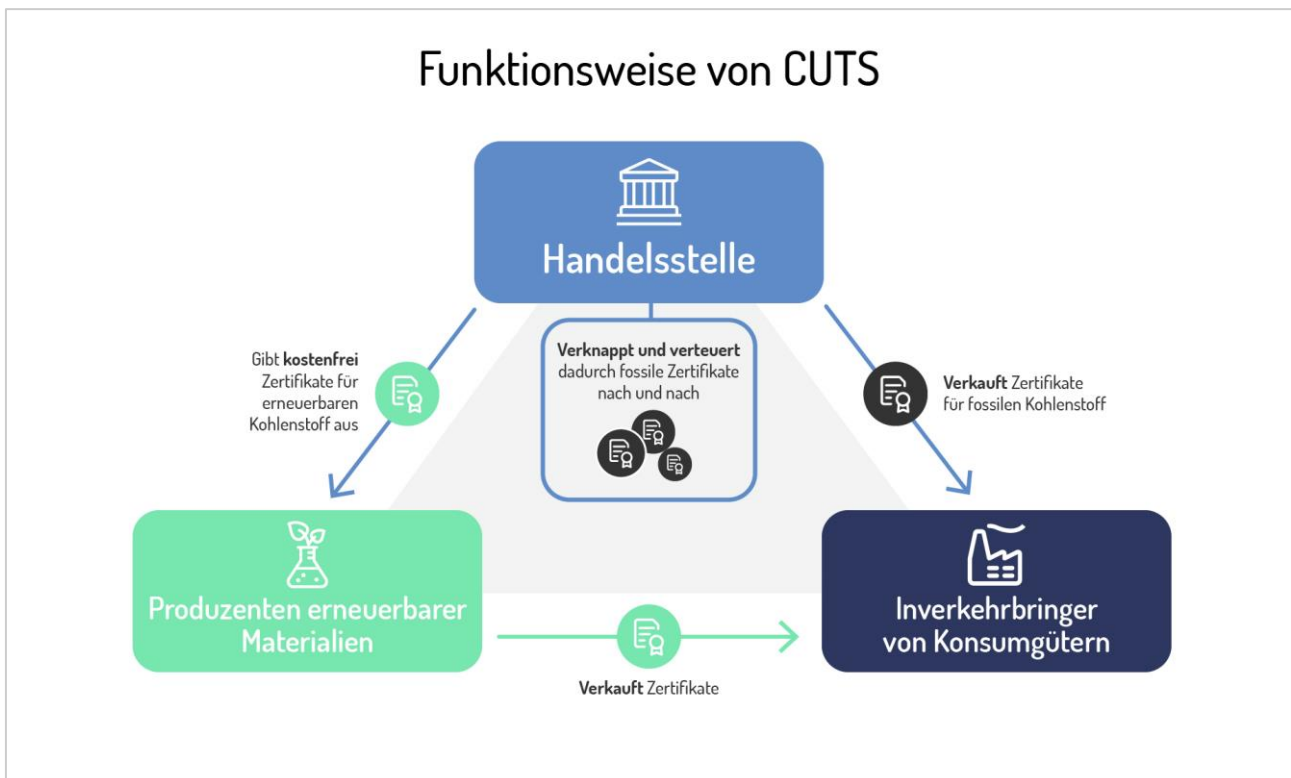 Funktionsweise von CUTS
Handelsstelle
Gibt kostenfrei
Zertifikate für
erneuerbaren
Kohlenstoff aus
Verknappt und verteuert
dadurch fossile Zertifikate
nach und nach
Verkauft Zertifikate
für fossilen Kohlenstoff
Produzenten erneuerbarer
Materialien
Verkauft Zertifikate
Inverkehrbringer
von Konsumgütern